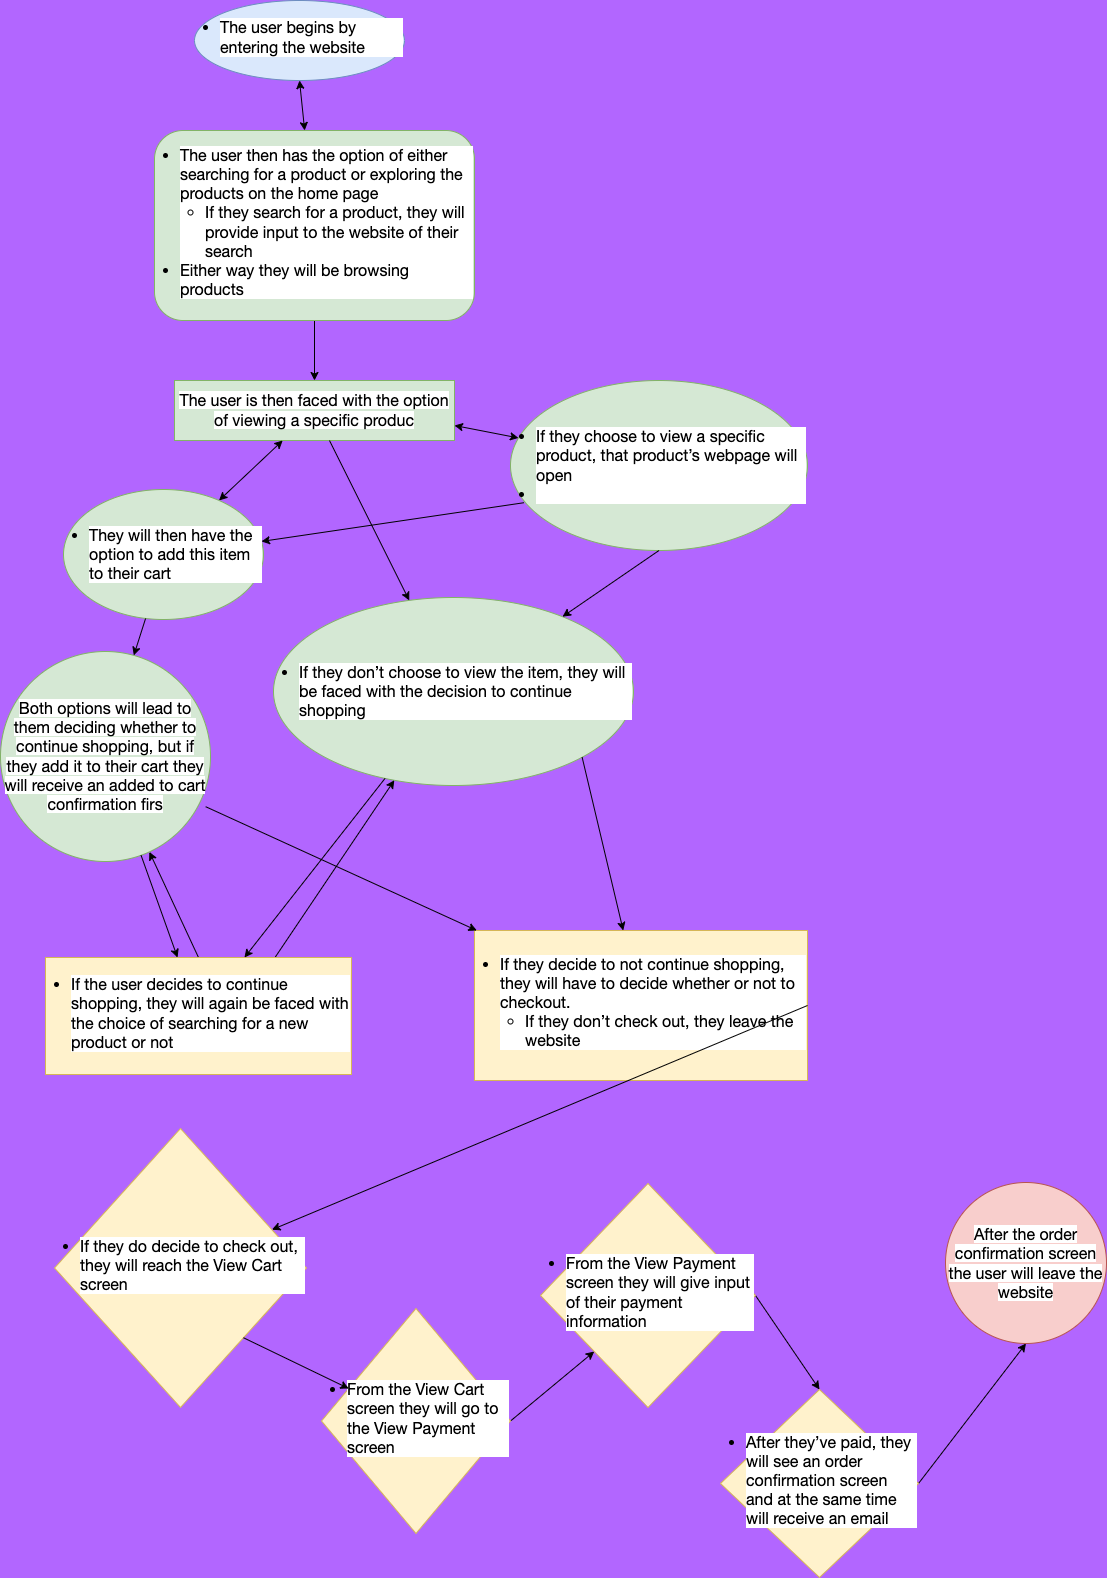 The user begins by
entering the website
The user then has the option of either
searching for a product or exploring the
products on the home page
If they search for a product, they will
provide input to the website of their
search
Either way they will be browsing
products
The user is then faced with the option
of viewing a specific produc
If they choose to view a specific
product, that product’s webpage will
open
They will then have the
option to add this item
to their cart
If they don’t choose to view the item, they will
be faced with the decision to continue
shopping
Both options will lead to
them deciding whether to
continue shopping, but if
they add it to their cart they
will receive an added to cart
confirmation firs
If the user decides to continue
shopping, they will again be faced with
the choice of searching for a new
product or not
If they decide to not continue shopping,
they will have to decide whether or not to
checkout.
If they don’t check out, they leave the
website
If they do decide to check out,
they will reach the View Cart
screen
From the View Cart
screen they will go to
the View Payment
screen
From the View Payment
screen they will give input
of their payment
information
After they’ve paid, they
will see an order
confirmation screen
and at the same time
will receive an email
After the order
confirmation screen
the user will leave the
website